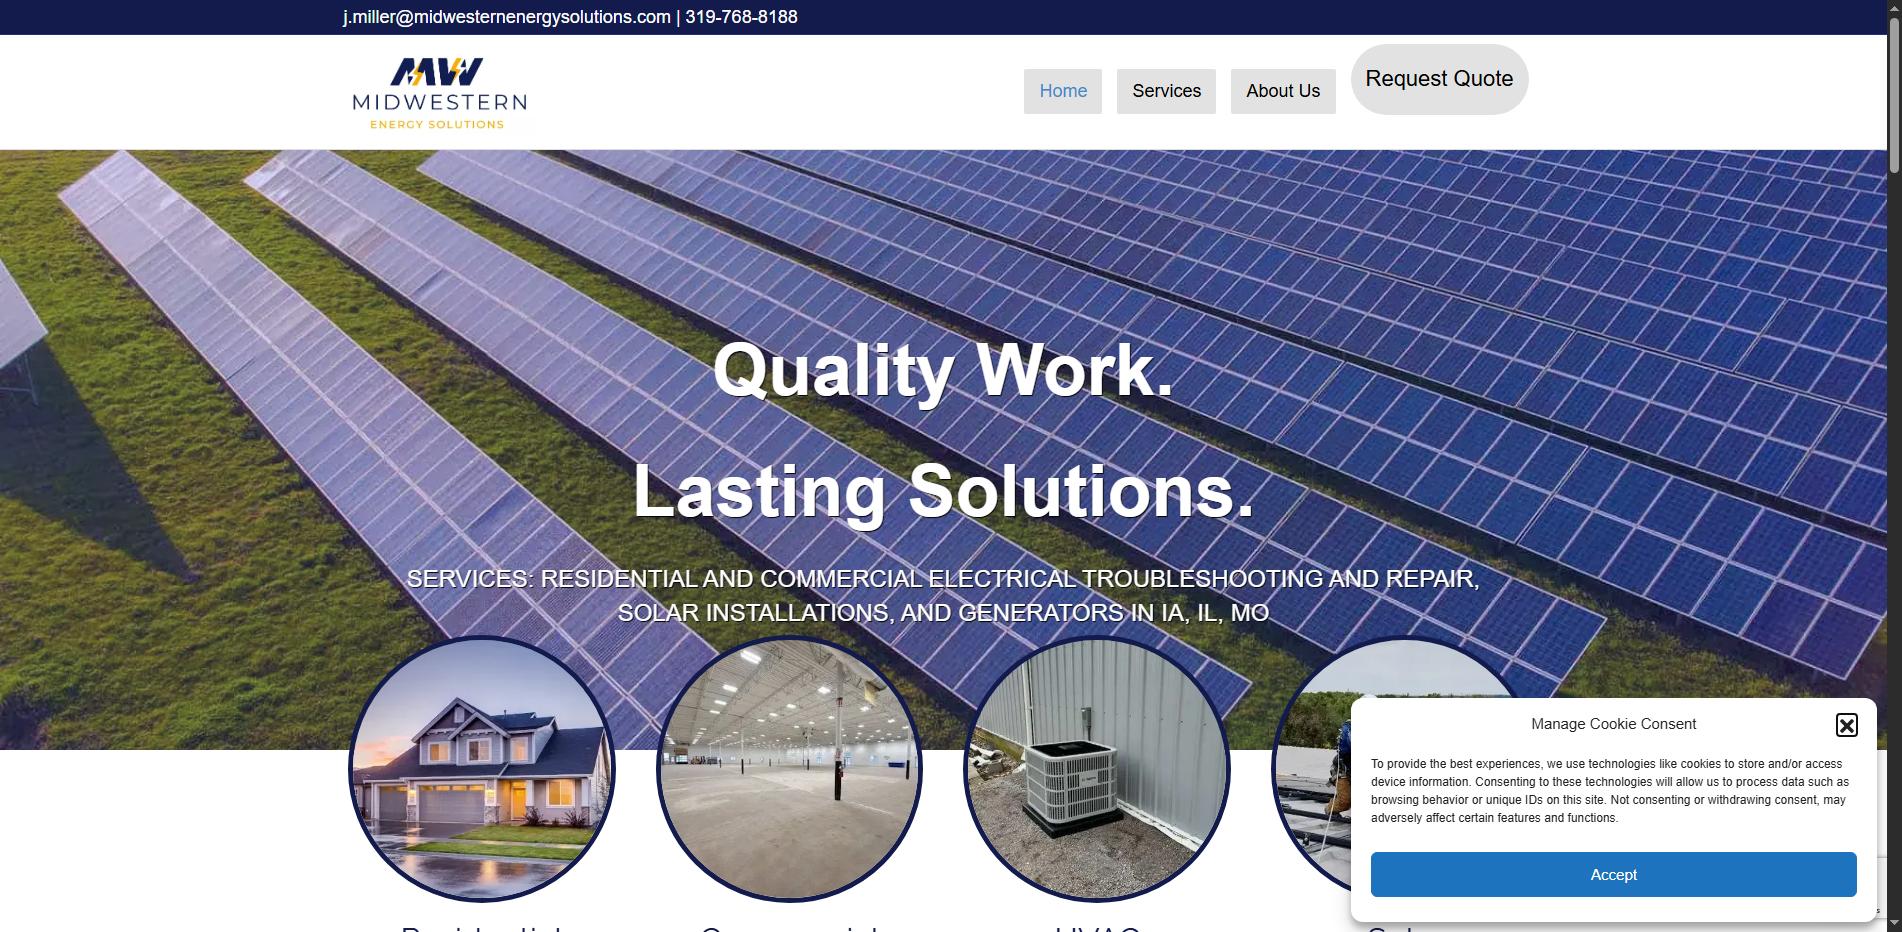 j.miller@midwesternenergysolutions.com | 319-768-8188
MW
MIDWESTERN
ENERGY SOLUTIONS
Home
Services
About Us
Request Quote
Quality Work.
Lasting Solutions.
SERVICES: RESIDENTIAL AND COMMERCIAL ELECTRICAL TROUBLESHOOTING AND REPAIR,
SOLAR INSTALLATIONS, AND GENERATORS IN IA, IL, MO
Manage Cookie Consent
To provide the best experiences, we use technologies like cookies to store and/or access
device information. Consenting to these technologies will allow us to process data such as
browsing behavior or unique IDs on this site. Not consenting or withdrawing consent, may
adversely affect certain features and functions.
Accept